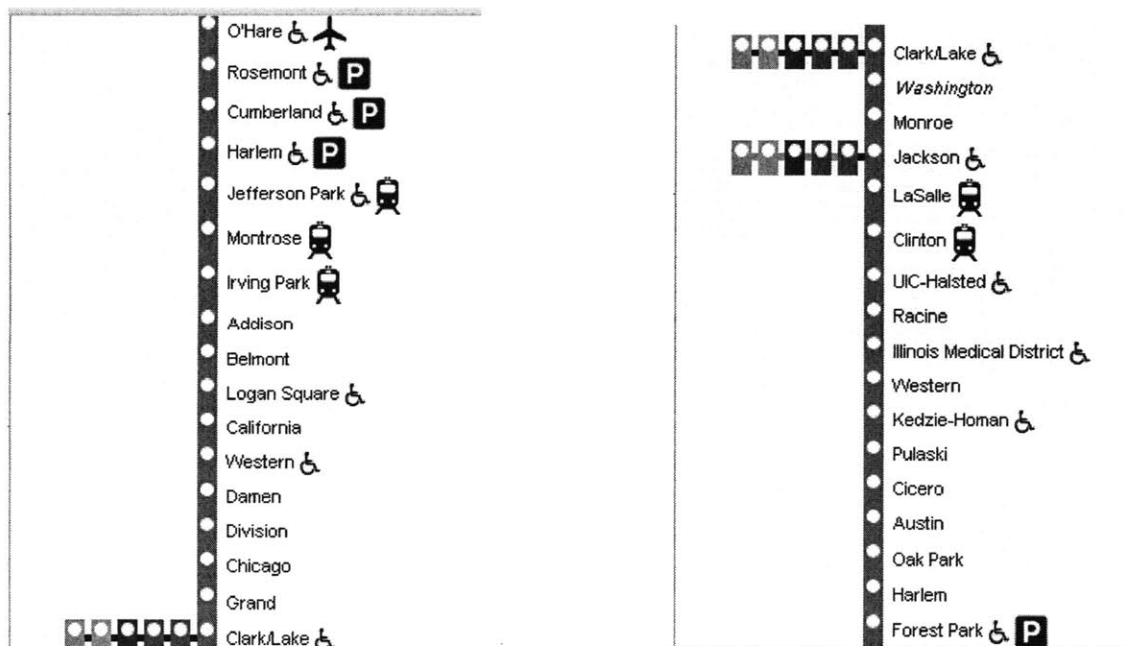 O'Hare
Rosemont P
Cumberland P
Harlem P
Jefferson Park
Montrose
Irving Park
Addison
Belmont
Logan Square
California
Western
Damen
Division
Chicago
Grand
Clark/Lake
Clark/Lake
Washington
Monroe
Jackson
LaSalle
Clinton
UIC-Halsted
Racine
Illinois Medical District
Western
Kedzie-Homan
Pulaski
Cicero
Austin
Oak Park
Harlem
Forest Park P